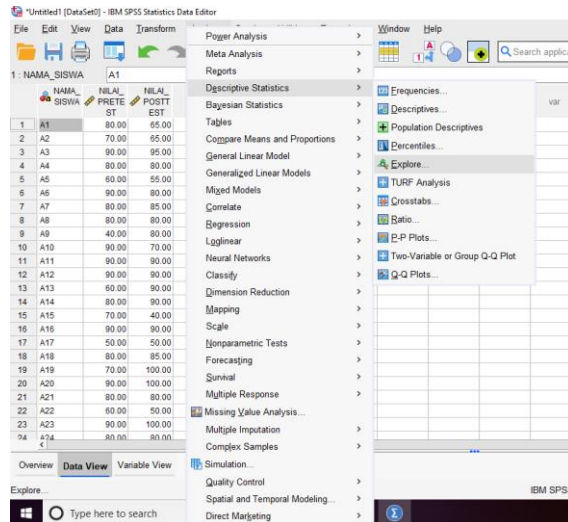 *Untitled1 [DataSet0] - IBM SPSS Statistics Data Editor
File Edit View Data Transform Window Help
Search applica
1 : NAMA_SISWA A1
NAMA_SISWA NILAI_PRETEST NILAI_POSTTEST var
1 A1 80.00 65.00
2 A2 70.00 65.00
3 A3 90.00 95.00
4 A4 80.00 80.00
5 A5 60.00 55.00
6 A6 90.00 80.00
7 A7 80.00 85.00
8 A8 80.00 80.00
9 A9 40.00 80.00
10 A10 90.00 70.00
11 A11 90.00 90.00
12 A12 90.00 90.00
13 A13 60.00 90.00
14 A14 80.00 90.00
15 A15 70.00 40.00
16 A16 90.00 90.00
17 A17 50.00 50.00
18 A18 80.00 85.00
19 A19 70.00 100.00
20 A20 90.00 100.00
21 A21 80.00 80.00
22 A22 60.00 50.00
23 A23 90.00 100.00
24 A24 80.00 80.00
Power Analysis
Meta Analysis
Reports
Descriptive Statistics
Bayesian Statistics
Tables
Compare Means and Proportions
General Linear Model
Generalized Linear Models
Mixed Models
Correlate
Regression
Loglinear
Neural Networks
Classify
Dimension Reduction
Mapping
Scale
Nonparametric Tests
Forecasting
Survival
Multiple Response
Missing Value Analysis...
Multiple Imputation
Complex Samples
Simulation...
Quality Control
Spatial and Temporal Modeling...
Direct Marketing
Frequencies...
Descriptives...
Population Descriptives
Percentiles...
Explore...
TURF Analysis
Crosstabs...
Ratio...
P-P Plots...
Two-Variable or Group Q-Q Plot
Q-Q Plots...
Overview Data View Variable View
Explore... IBM SPS
Type here to search